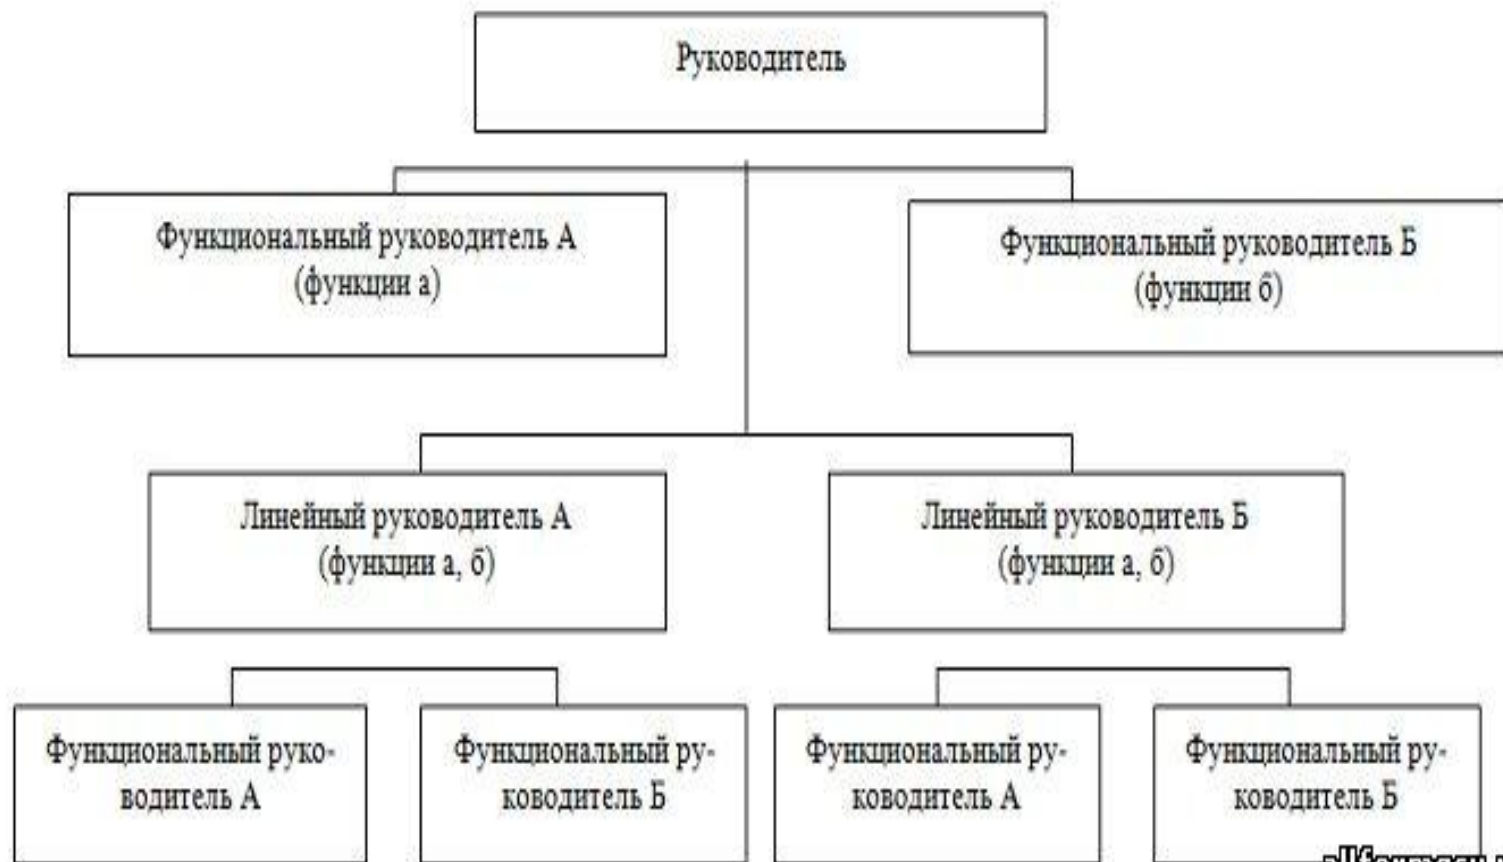 Руководитель
Функциональный руководитель А
(функции а)
Функциональный руководитель Б
(функции б)
Линейный руководитель А
(функции а, б)
Линейный руководитель Б
(функции а, б)
Функциональный руко-
водитель А
Функциональный ру-
ководитель Б
Функциональный ру-
ководитель А
Функциональный ру-
ководитель Б